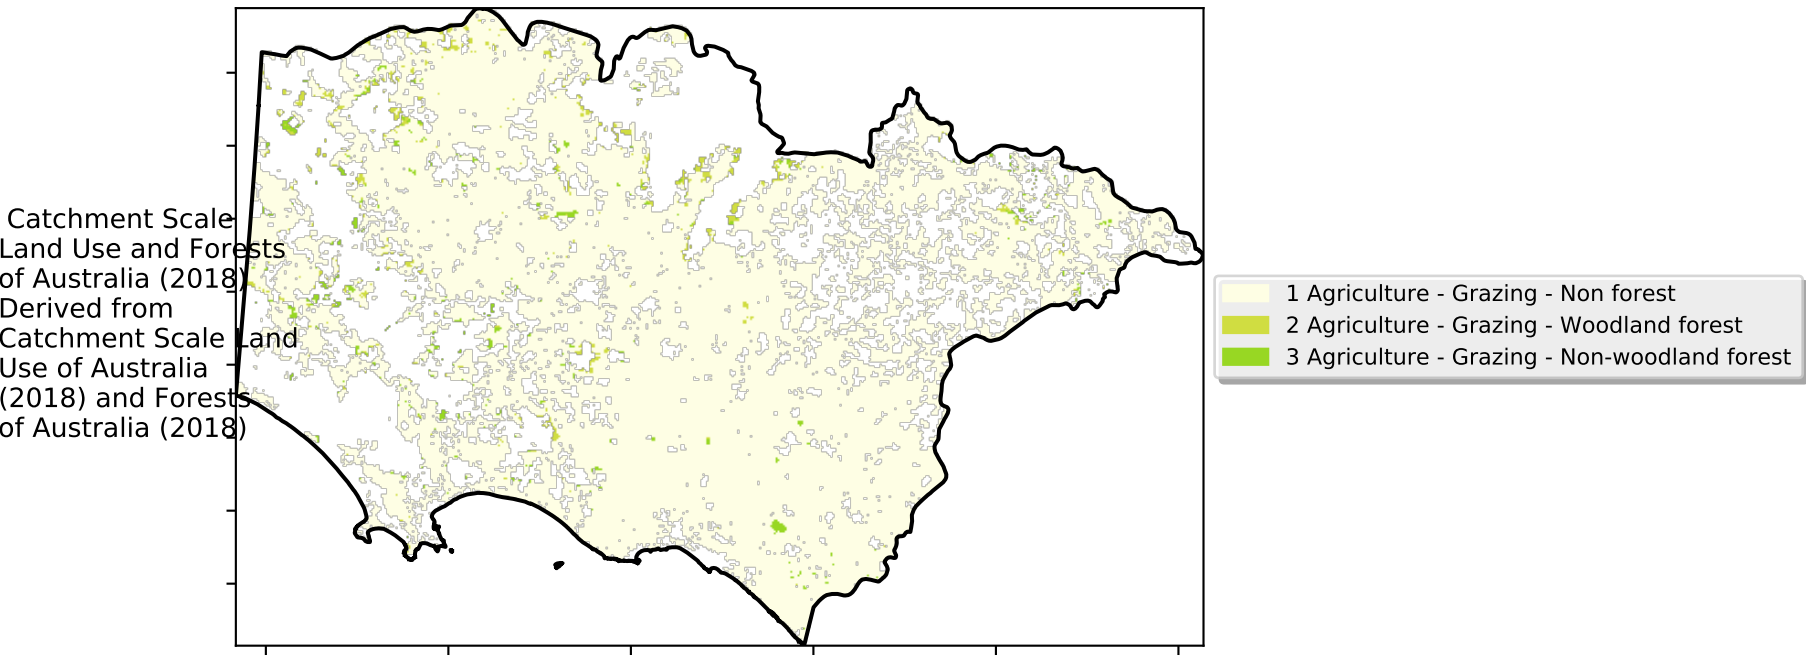 Catchment Scale
Land Use and Forests
of Australia (2018)
Derived from
Catchment Scale Land
Use of Australia
(2018) and Forests
of Australia (2018)
1 Agriculture - Grazing - Non forest
2 Agriculture - Grazing - Woodland forest
3 Agriculture - Grazing - Non-woodland forest